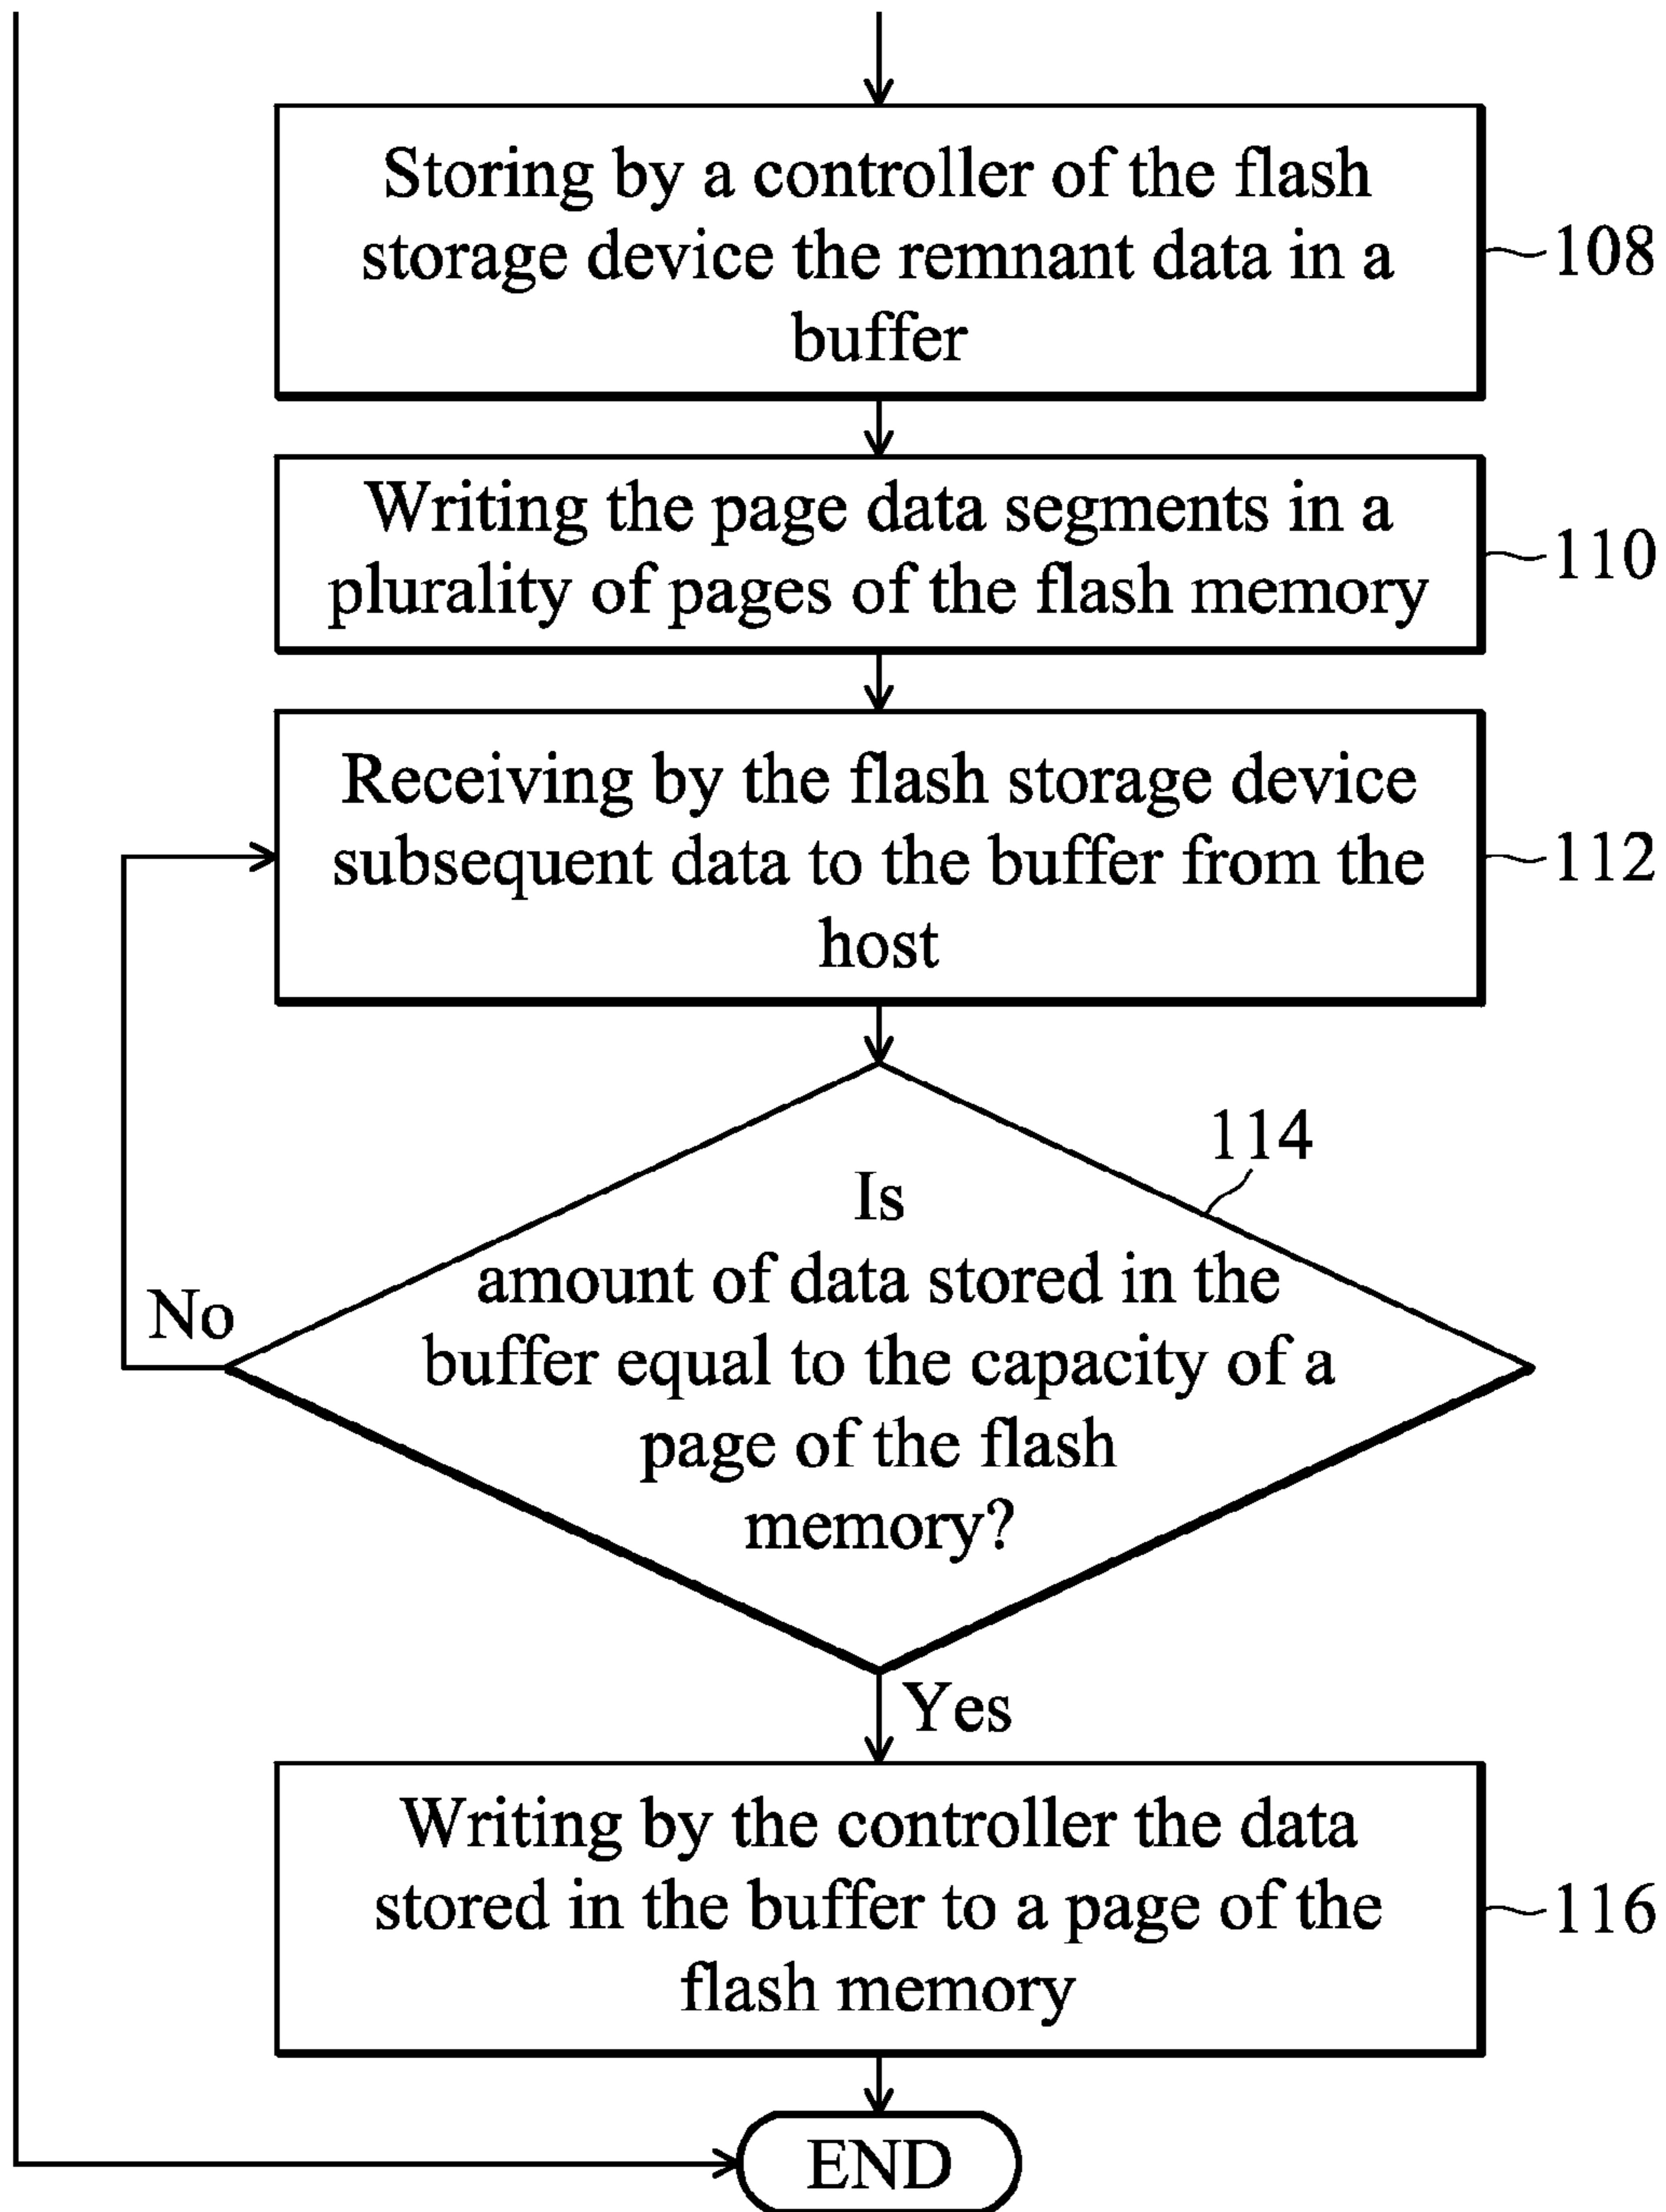 Storing by a controller of the flash
storage device the remnant data in a
buffer
108
Writing the page data segments in a
plurality of pages of the flash memory
110
Receiving by the flash storage device
subsequent data to the buffer from the
host
112
114
Is
amount of data stored in the
buffer equal to the capacity of a
page of the flash
memory?
No
Yes
Writing by the controller the data
stored in the buffer to a page of the
flash memory
116
END